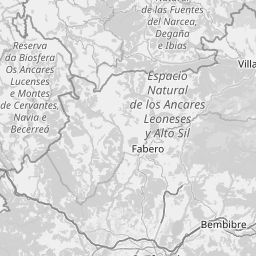 de las Fuentes
del Narcea,
Degaña
e Ibias
Reserva
da Biosfera
Os Ancares
Lucenses
e Montes
de Cervantes,
Navia e
Becerreá
Villa
Espacio
Natural
de los Ancares
Leoneses
y Alto Sil
Fabero
Bembibre